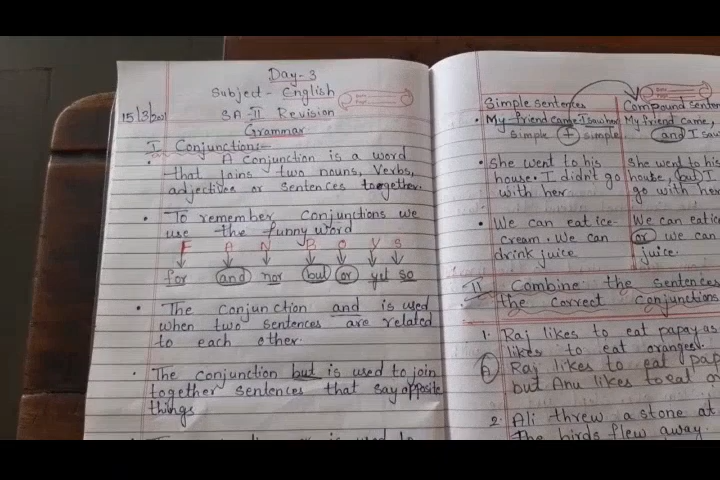 Day-3
Subject- English
15/3/201
SA-II Revision
Grammar
I Conjunctions:-
• A Conjunction is a word
that Joins two nouns, Verbs,
adjectives or Sentences together.
• To remember Conjunctions we
use the funny word
F A N B O Y S
for and nor but or yet so
• The Conjunction and is used
when two sentences are related
to each other.
• The Conjunction but is used to join
together sentences that say opposite
things
is used to
Simple sentences
• My friend came. I saw her
simple + simple
• She went to his
house. I didn't go
with her
• We can eat ice-
cream. We can
drink juice
Compound senten
My friend came,
and I saw
She went to his
house, but I
go with her
We can eat ic
or we can
juice.
II Combine the sentences
the correct conjunctions
1. Raj likes to eat papayas
likes to eat oranges.
A Raj likes to eat pap
but Anu likes to eat o
2. Ali threw a stone at
The birds flew away.